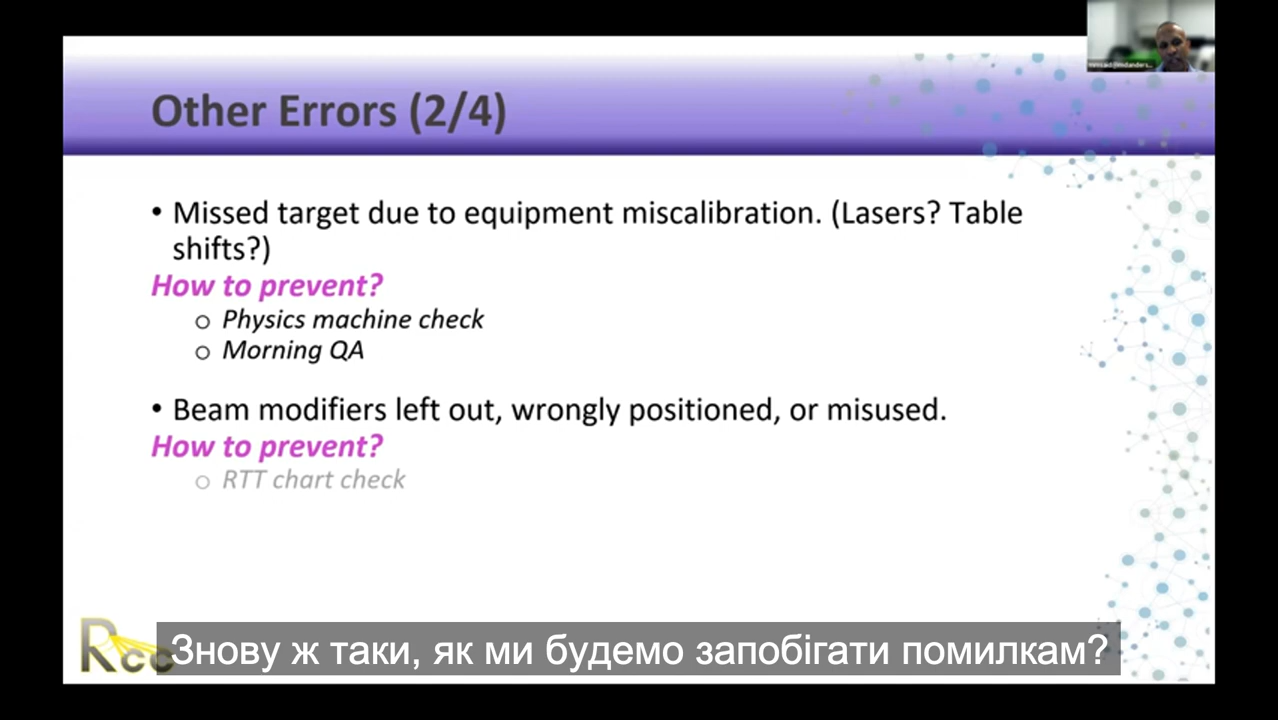 Other Errors (2/4)
• Missed target due to equipment miscalibration. (Lasers? Table
shifts?)
How to prevent?
o Physics machine check
o Morning QA
• Beam modifiers left out, wrongly positioned, or misused.
How to prevent?
o RTT chart check
Rcc
Знову ж таки, як ми будемо запобігати помилкам?